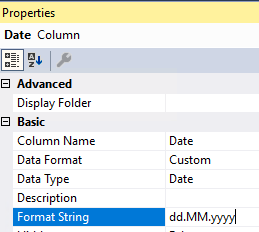 Properties
Date Column
Advanced
Display Folder
Basic
Column Name Date
Data Format Custom
Data Type Date
Description
Format String dd.MM.yyyy